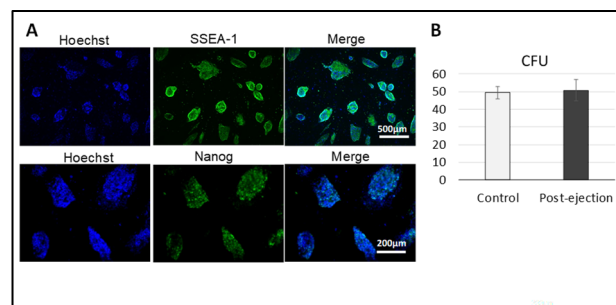 A
Hoechst SSEA-1 Merge
500µm
Hoechst Nanog Merge
200µm
B
CFU
60
50
40
30
20
10
0
Control Post-ejection